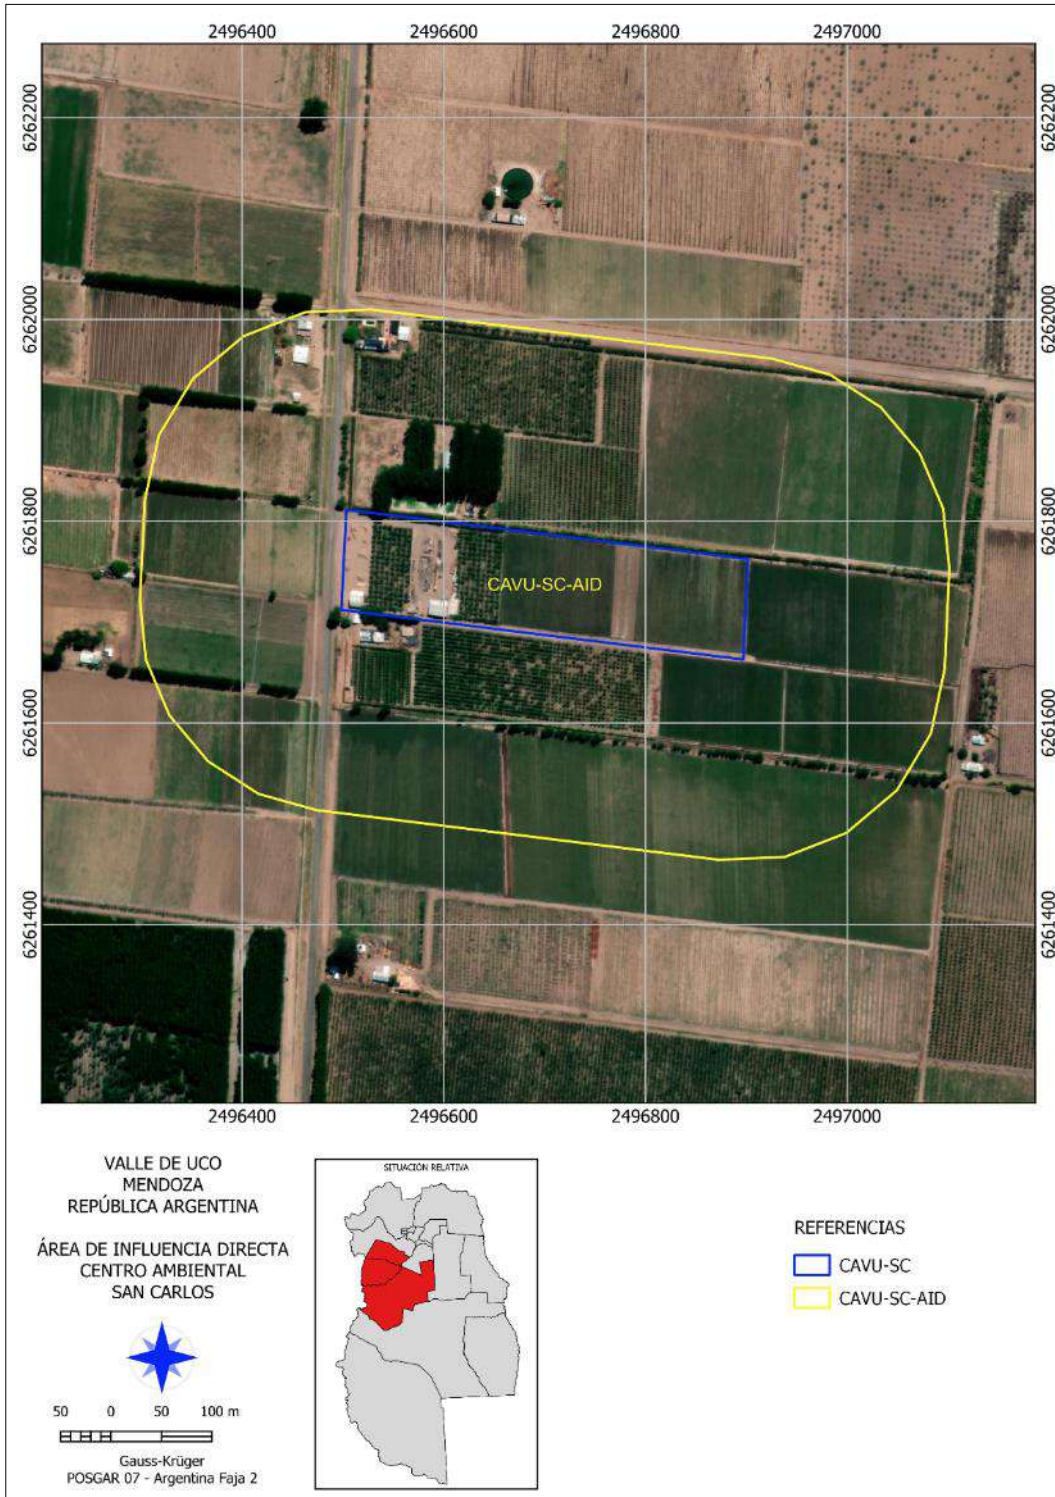 2496400 2496600 2496800 2497000
6262200 6262200
6262000 6262000
6261800 6261800
CAVU-SC-AID
6261600 6261600
6261400 6261400
2496400 2496600 2496800 2497000
VALLE DE UCO
MENDOZA
REPÚBLICA ARGENTINA
ÁREA DE INFLUENCIA DIRECTA
CENTRO AMBIENTAL
SAN CARLOS
50 0 50 100 m
Gauss-Krüger
POSGAR 07 - Argentina Faja 2
SITUACIÓN RELATIVA
REFERENCIAS
CAVU-SC
CAVU-SC-AID